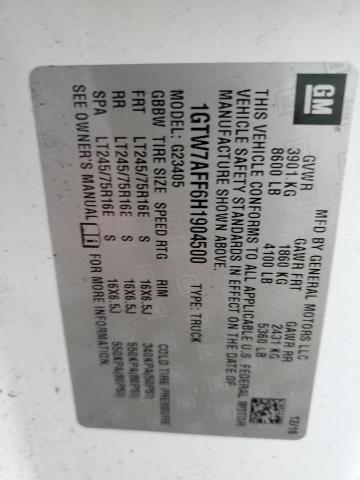 GM
MFD BY GENERAL MOTORS LLC
GVWR GAWR FRT GAWR RR
3901 KG 1860 KG 2431 KG
8600 LB 4100 LB 5360 LB
12/16
THIS VEHICLE CONFORMS TO ALL APPLICABLE U.S. FEDERAL MOTOR
VEHICLE SAFETY STANDARDS IN EFFECT ON THE DATE OF
MANUFACTURE SHOWN ABOVE.
1GTW7AFF6H1904500 TYPE: TRUCK
MODEL: G23405
GBBW TIRE SIZE SPEED RTG RIM COLD TIRE PRESSURE
FRT LT245/75R16E S 16X6.5J 340KPA(50PSI)
RR LT245/75R16E S 16X6.5J 550KPA(80PSI)
SPA LT245/75R16E S 16X6.5J 550KPA(80PSI)
SEE OWNER'S MANUAL